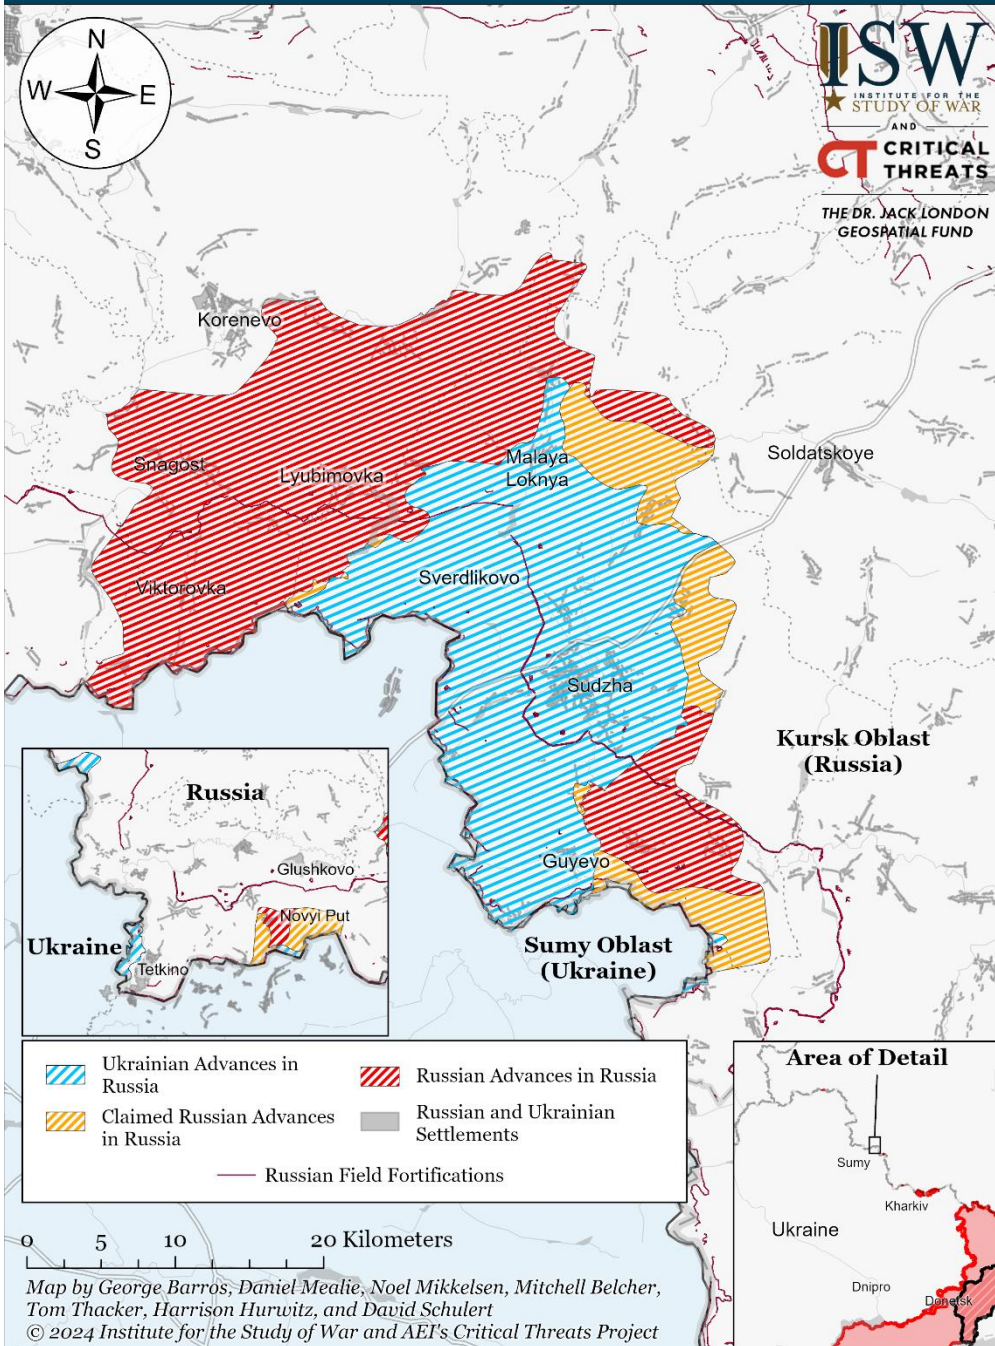 N
W
E
S
ISW
INSTITUTE FOR THE
STUDY OF WAR
AND
CT CRITICAL
THREATS
THE DR. JACK LONDON
GEOSPATIAL FUND
Korenevo
Snagost
Lyubimovka
Malaya
Loknya
Soldatskoye
Viktorovka
Sverdlikovo
Sudzha
Kursk Oblast
(Russia)
Guyevo
Sumy Oblast
(Ukraine)
Russia
Glushkovo
Novyi Put
Ukraine
Tetkino
Ukrainian Advances in
Russia
Russian Advances in Russia
Claimed Russian Advances
in Russia
Russian and Ukrainian
Settlements
Russian Field Fortifications
Area of Detail
Sumy
Kharkiv
Ukraine
Dnipro
Donetsk
0 5 10 20 Kilometers
Map by George Barros, Daniel Mealie, Noel Mikkelsen, Mitchell Belcher,
Tom Thacker, Harrison Hurwitz, and David Schulert
© 2024 Institute for the Study of War and AEI's Critical Threats Project